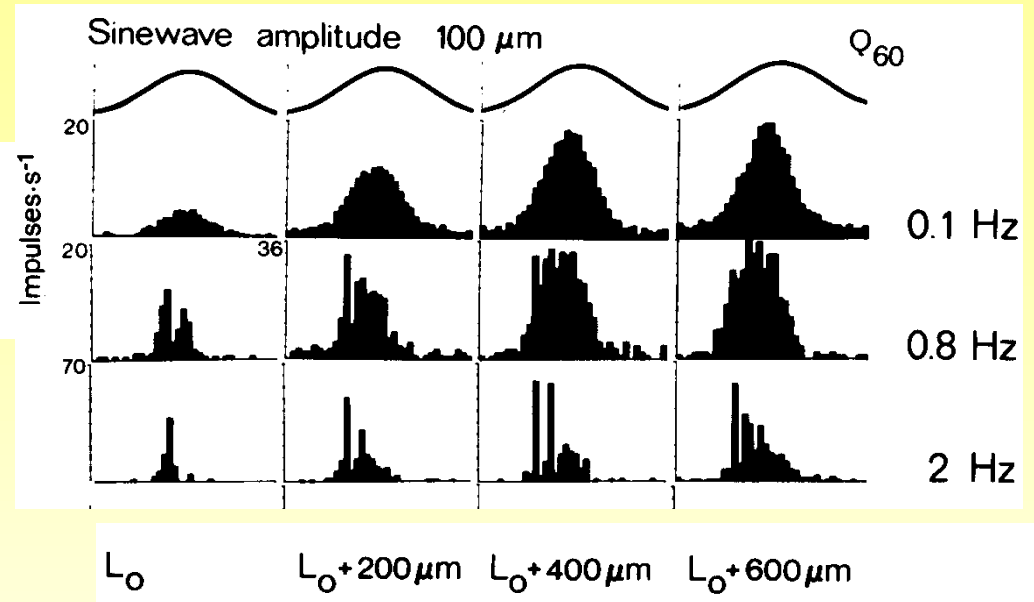 Sinewave amplitude 100 μm
Q60
20
Impulses·s-1
0.1 Hz
20
36
0.8 Hz
70
2 Hz
LO
LO+200μm
LO+400μm
LO+600μm